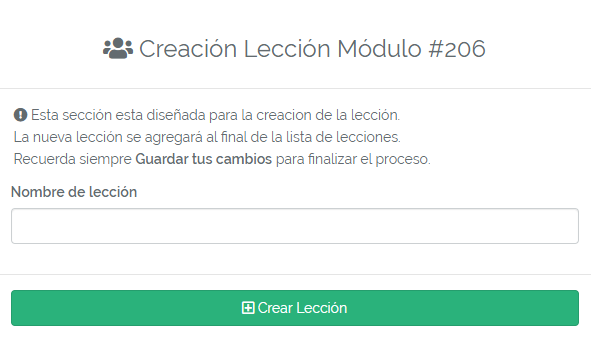 Creación Lección Módulo #206
Esta sección esta diseñada para la creacion de la lección.
La nueva lección se agregará al final de la lista de lecciones.
Recuerda siempre Guardar tus cambios para finalizar el proceso.
Nombre de lección
Crear Lección